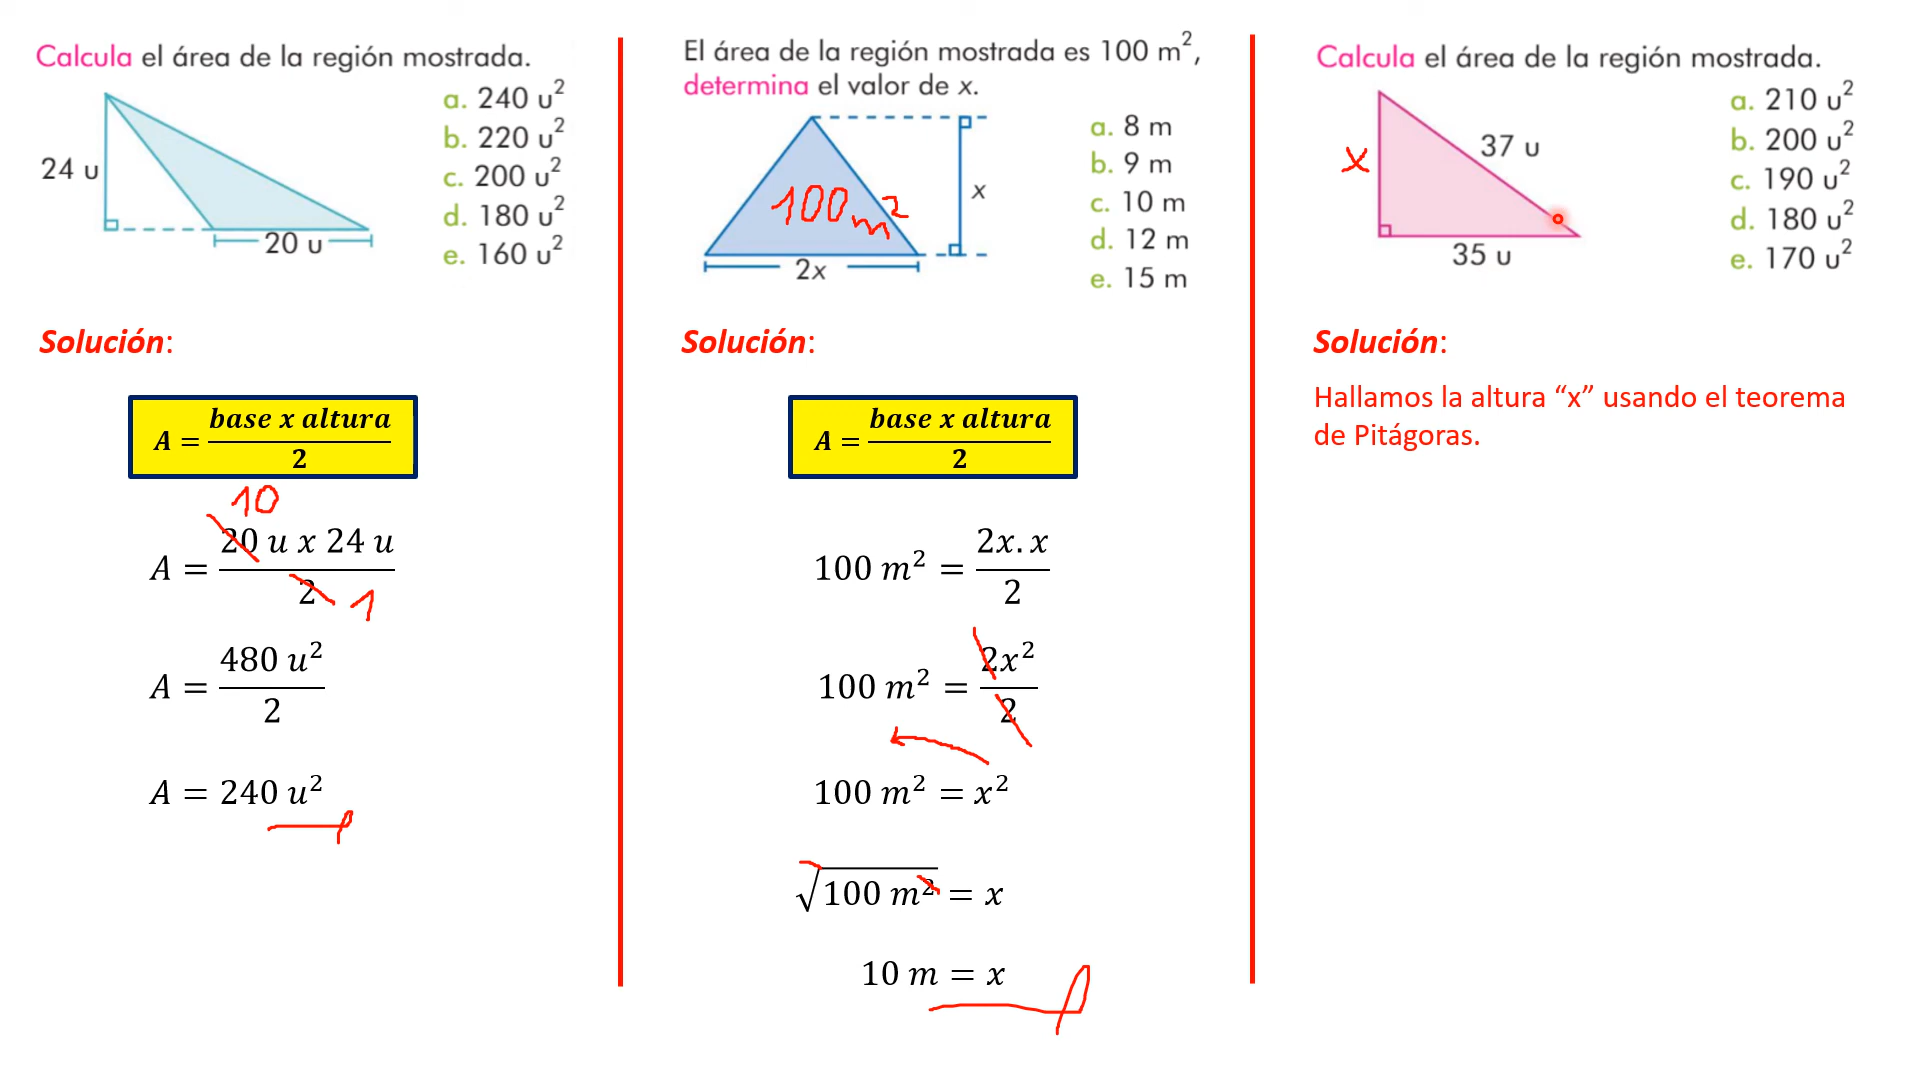 Calcula el área de la región mostrada.
24 u
20 u
a. 240 u²
b. 220 u²
c. 200 u²
d. 180 u²
e. 160 u²
Solución:
A = base x altura / 2
10
A = 20 u x 24 u / 2
1
A = 480 u² / 2
A = 240 u²
El área de la región mostrada es 100 m²,
determina el valor de x.
100 m²
x
2x
a. 8 m
b. 9 m
c. 10 m
d. 12 m
e. 15 m
Solución:
A = base x altura / 2
100 m² = 2x. x / 2
100 m² = 2x² / 2
100 m² = x²
√100 m² = x
10 m = x
Calcula el área de la región mostrada.
x
37 u
35 u
a. 210 u²
b. 200 u²
c. 190 u²
d. 180 u²
e. 170 u²
Solución:
Hallamos la altura “x” usando el teorema
de Pitágoras.